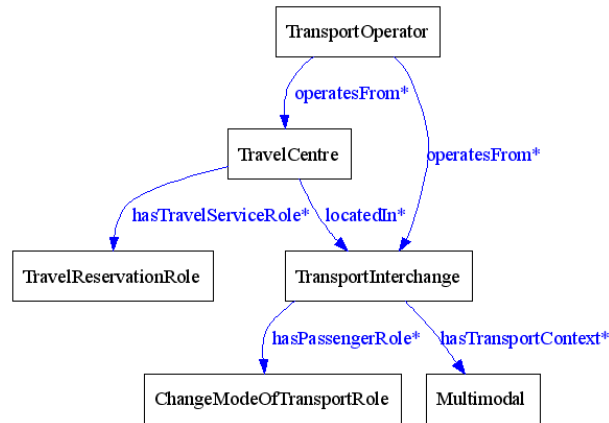 TransportOperator
operatesFrom*
TravelCentre
operatesFrom*
hasTravelServiceRole*
locatedIn*
TravelReservationRole
TransportInterchange
hasPassengerRole*
hasTransportContext*
ChangeModeOfTransportRole
Multimodal